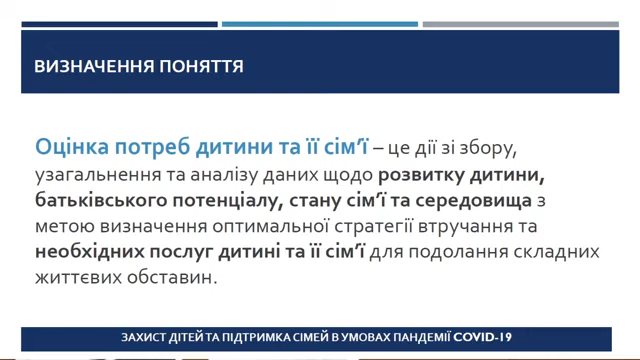 ВИЗНАЧЕННЯ ПОНЯТТЯ
Оцінка потреб дитини та її сім’ї – це дії зі збору,
узагальнення та аналізу даних щодо розвитку дитини,
батьківського потенціалу, стану сім’ї та середовища з
метою визначення оптимальної стратегії втручання та
необхідних послуг дитині та її сім’ї для подолання складних
життєвих обставин.
ЗАХИСТ ДІТЕЙ ТА ПІДТРИМКА СІМЕЙ В УМОВАХ ПАНДЕМІЇ COVID-19